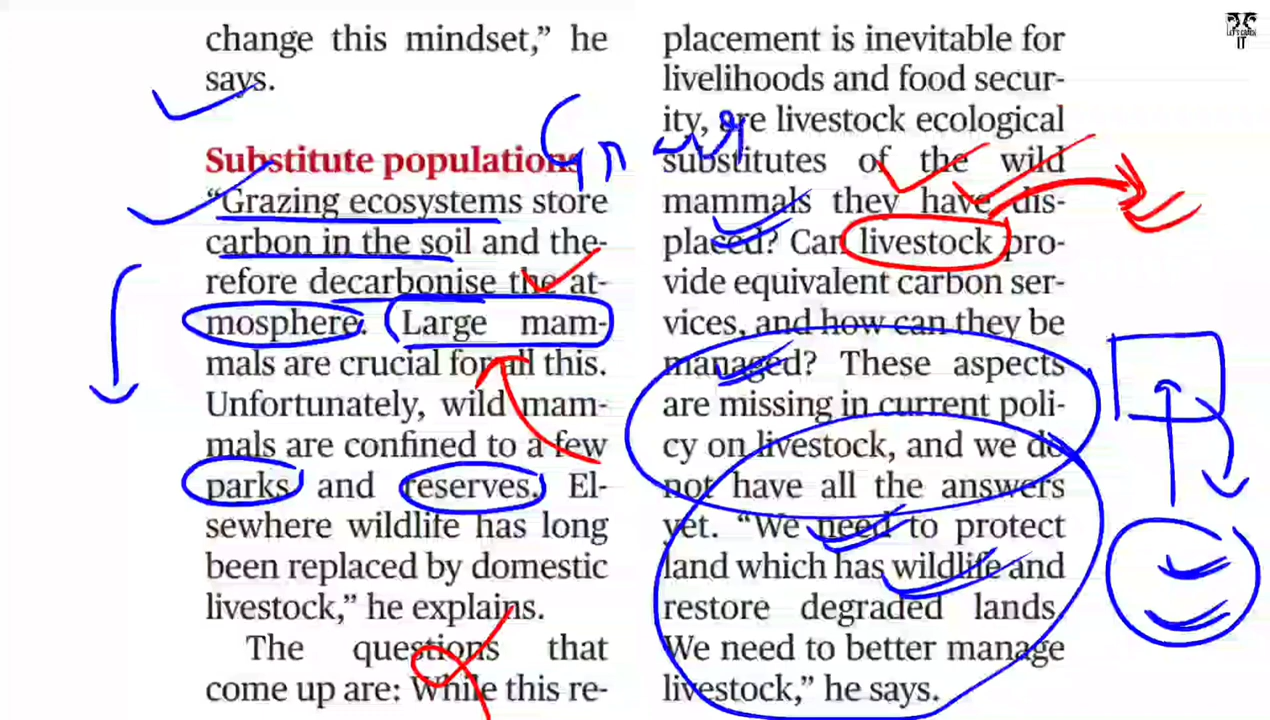 change this mindset,” he
says.
Substitute populations
“Grazing ecosystems store
carbon in the soil and the-
refore decarbonise the at-
mosphere. Large mam-
mals are crucial for all this.
Unfortunately, wild mam-
mals are confined to a few
parks and reserves. El-
sewhere wildlife has long
been replaced by domestic
livestock,” he explains.
The questions that
come up are: While this re-
placement is inevitable for
livelihoods and food secur-
ity, are livestock ecological
substitutes of the wild
mammals they have dis-
placed? Can livestock pro-
vide equivalent carbon ser-
vices, and how can they be
managed? These aspects
are missing in current poli-
cy on livestock, and we do
not have all the answers
yet. “We need to protect
land which has wildlife and
restore degraded lands.
We need to better manage
livestock,” he says.
IT